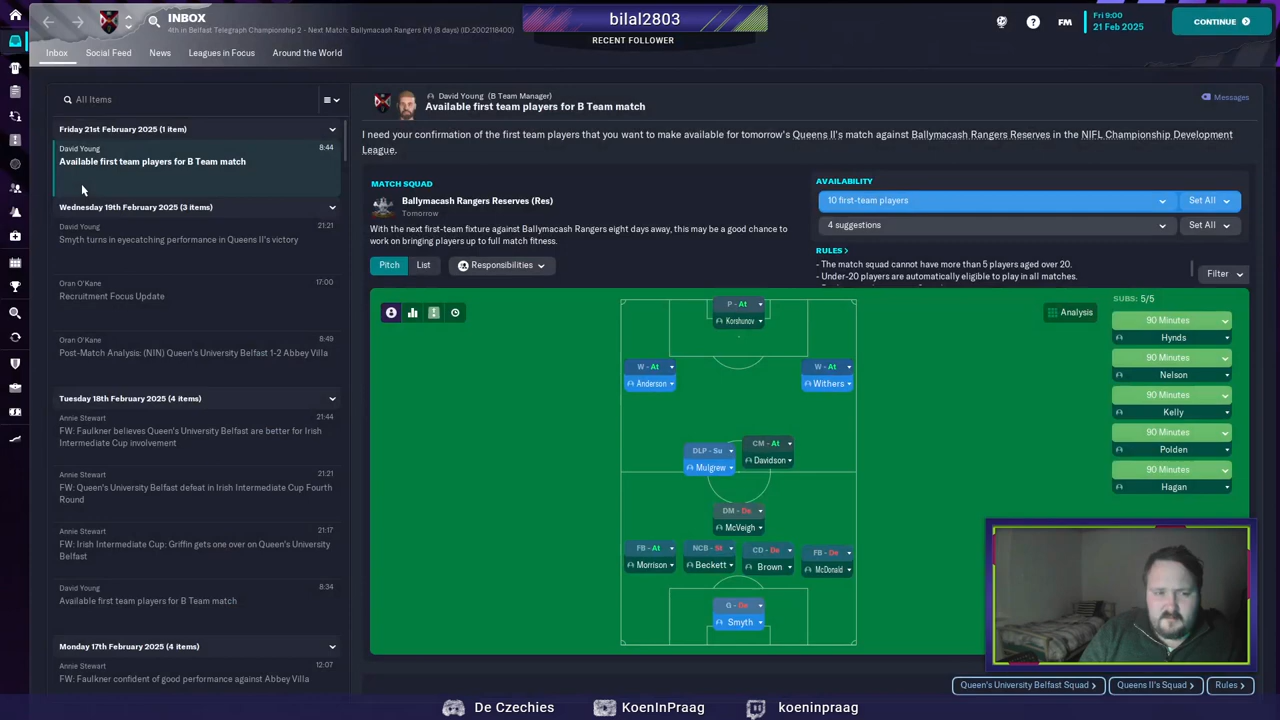 INBOX
4th in Belfast Telegraph Championship 2 - Next Match: Ballymacash Rangers (H) (8 days) (ID:2002118400)
bilal2803
RECENT FOLLOWER
FM
Fri 9:00
21 Feb 2025
CONTINUE
Inbox
Social Feed
News
Leagues in Focus
Around the World
All Items
Friday 21st February 2025 (1 item)
David Young
8:44
Available first team players for B Team match
Wednesday 19th February 2025 (3 items)
David Young
21:21
Smyth turns in eyecatching performance in Queens II's victory
Oran O'Kane
17:00
Recruitment Focus Update
Oran O'Kane
8:49
Post-Match Analysis: (NIN) Queen's University Belfast 1-2 Abbey Villa
Tuesday 18th February 2025 (4 items)
Annie Stewart
21:44
FW: Faulkner believes Queen's University Belfast are better for Irish
Intermediate Cup involvement
Annie Stewart
21:21
FW: Queen's University Belfast defeat in Irish Intermediate Cup Fourth
Round
Annie Stewart
21:17
FW: Irish Intermediate Cup: Griffin gets one over on Queen's University
Belfast
David Young
8:34
Available first team players for B Team match
Monday 17th February 2025 (4 items)
Annie Stewart
12:07
FW: Faulkner confident of good performance against Abbey Villa
David Young (B Team Manager)
Available first team players for B Team match
Messages
I need your confirmation of the first team players that you want to make available for tomorrow's Queens II's match against Ballymacash Rangers Reserves in the NIFL Championship Development
League.
MATCH SQUAD
Ballymacash Rangers Reserves (Res)
Tomorrow
With the next first-team fixture against Ballymacash Rangers eight days away, this may be a good chance to
work on bringing players up to full match fitness.
AVAILABILITY
10 first-team players
Set All
4 suggestions
Set All
RULES >
- The match squad cannot have more than 5 players aged over 20.
- Under-20 players are automatically eligible to play in all matches.
Filter
Pitch
List
Responsibilities
Analysis
P - At
Korshunov
W - At
Anderson
W - At
Withers
DLP - Su
Mulgrew
CM - At
Davidson
DM - De
McVeigh
FB - At
Morrison
NCB - St
Beckett
CD - De
Brown
FB - De
McDonald
G - De
Smyth
SUBS: 5/5
90 Minutes
Hynds
90 Minutes
Nelson
90 Minutes
Kelly
90 Minutes
Polden
90 Minutes
Hagan
Queen's University Belfast Squad >
Queens II's Squad >
Rules >
De Czechies
KoenInPraag
koeninpraag